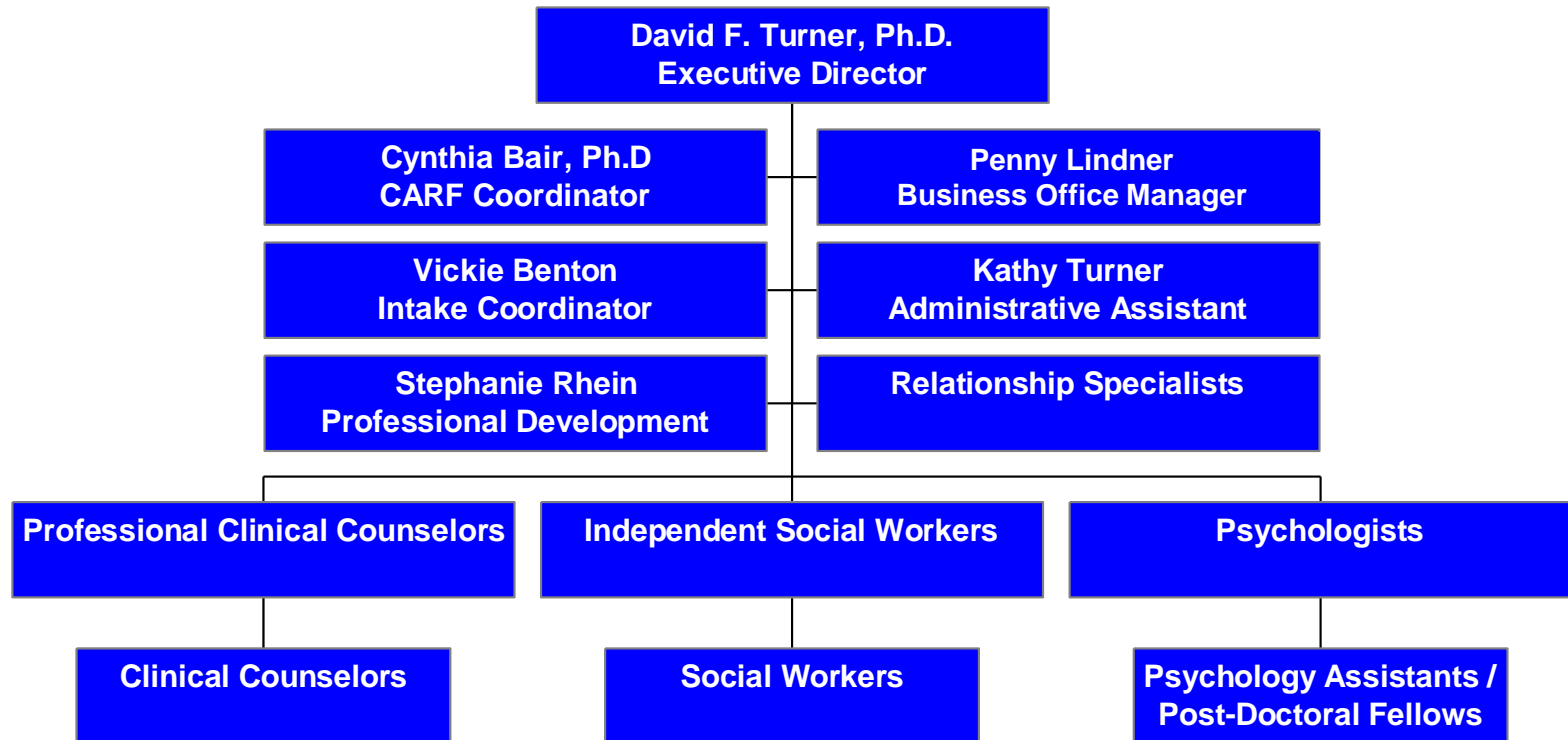 David F. Turner, Ph.D.
Executive Director
Cynthia Bair, Ph.D
CARF Coordinator
Penny Lindner
Business Office Manager
Vickie Benton
Intake Coordinator
Kathy Turner
Administrative Assistant
Stephanie Rhein
Professional Development
Relationship Specialists
Professional Clinical Counselors
Independent Social Workers
Psychologists
Clinical Counselors
Social Workers
Psychology Assistants /
Post-Doctoral Fellows